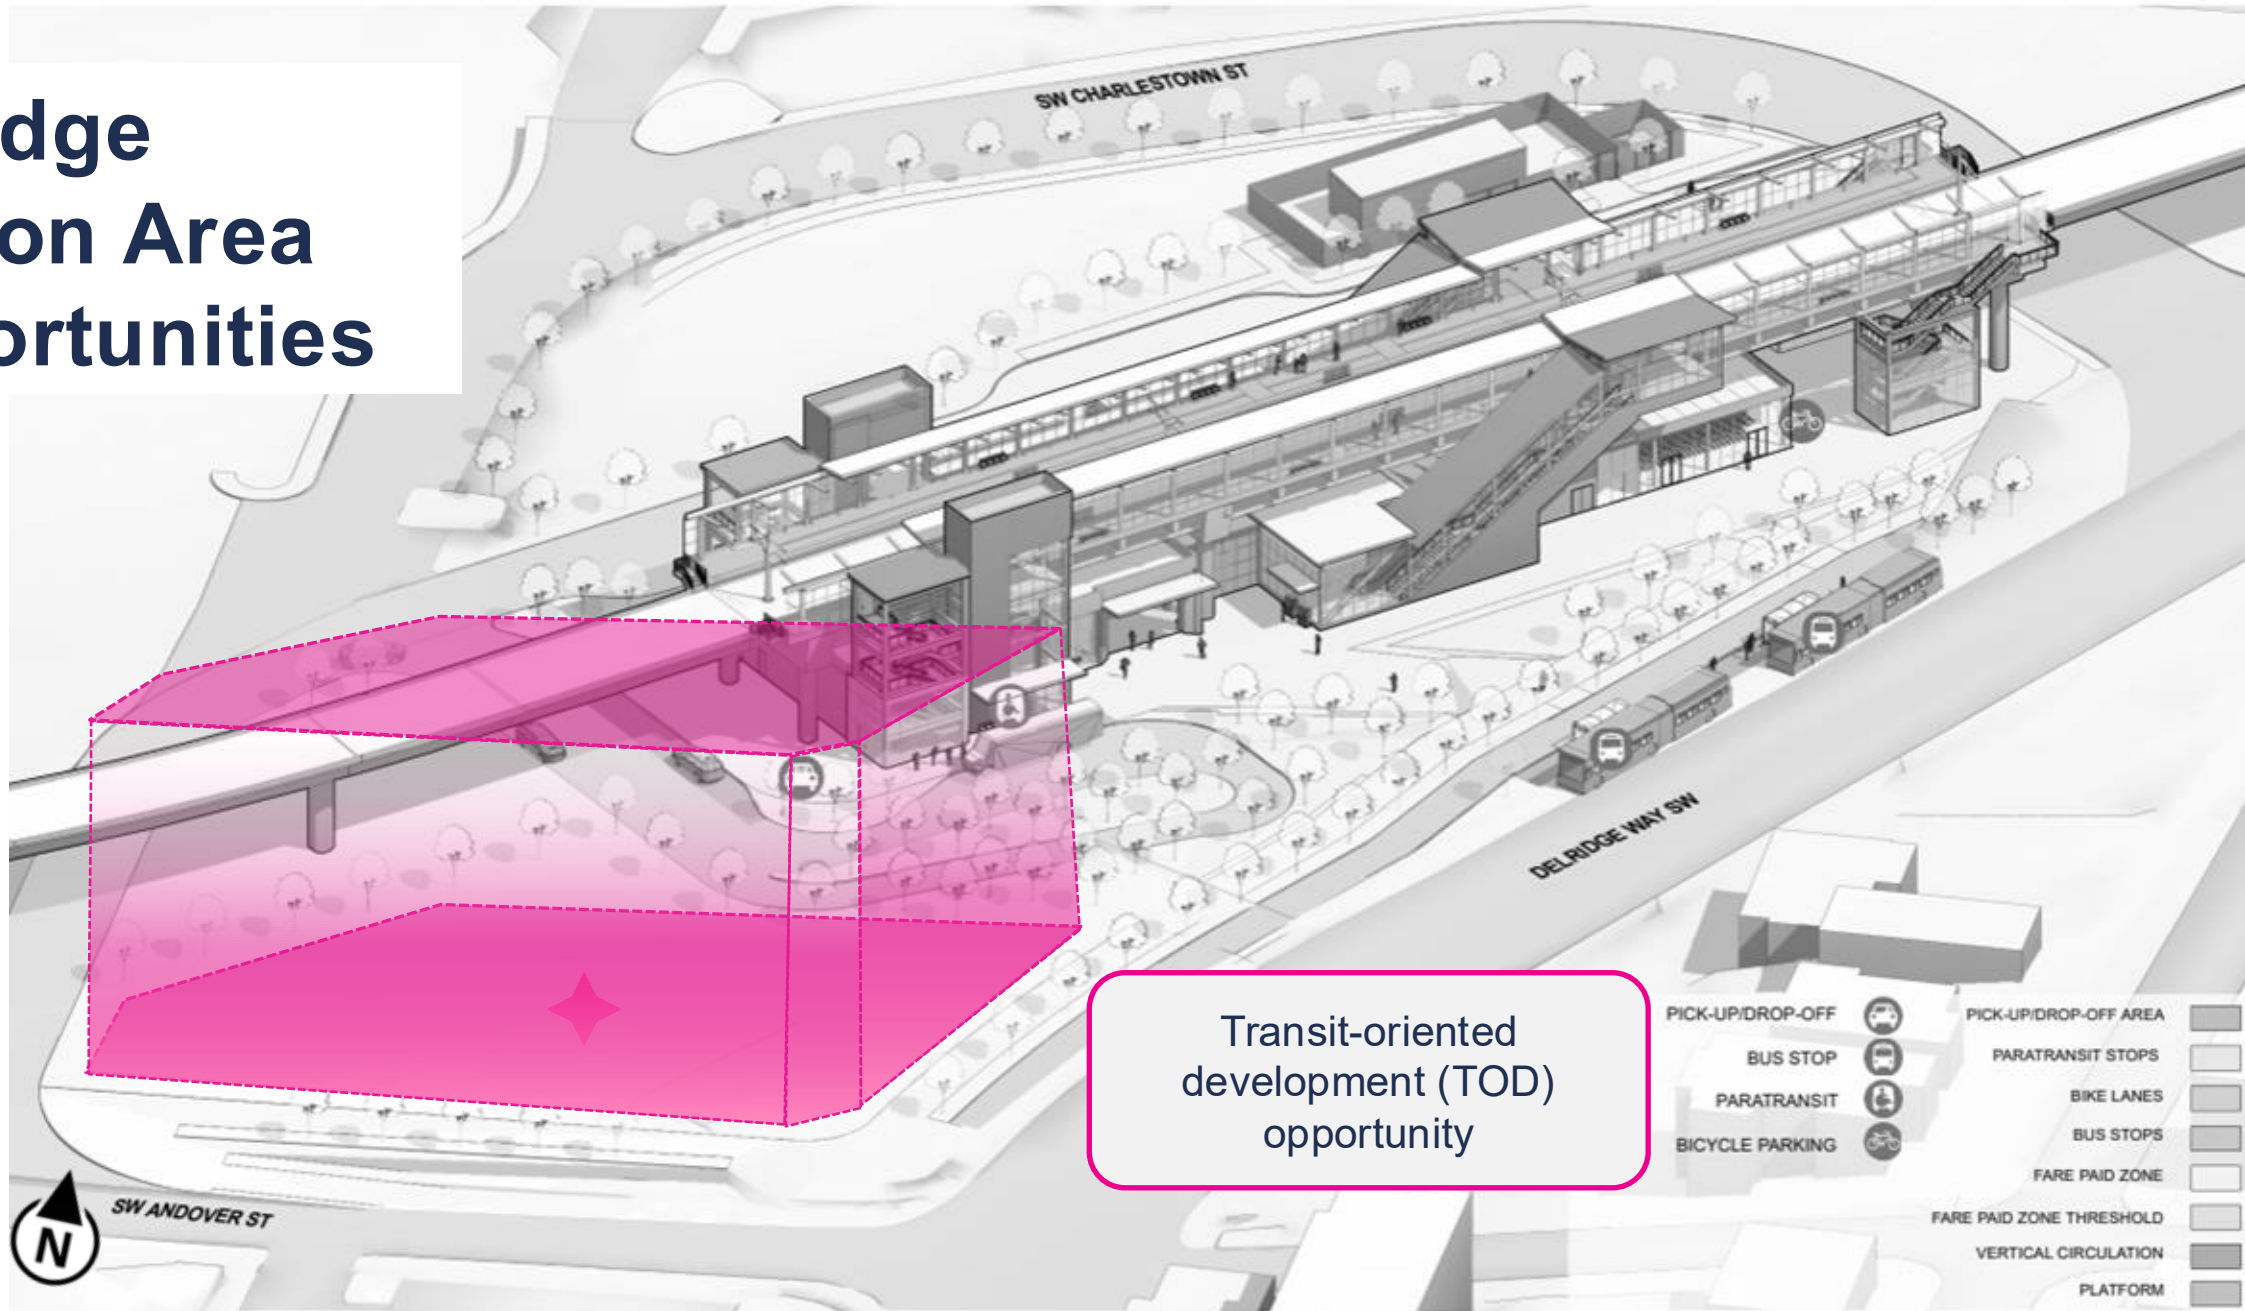 dge
on Area
ortunities
SW CHARLESTOWN ST
DELRIDGE WAY SW
SW ANDOVER ST
N
Transit-oriented
development (TOD)
opportunity
PICK-UP/DROP-OFF
BUS STOP
PARATRANSIT
BICYCLE PARKING
PICK-UP/DROP-OFF AREA
PARATRANSIT STOPS
BIKE LANES
BUS STOPS
FARE PAID ZONE
FARE PAID ZONE THRESHOLD
VERTICAL CIRCULATION
PLATFORM